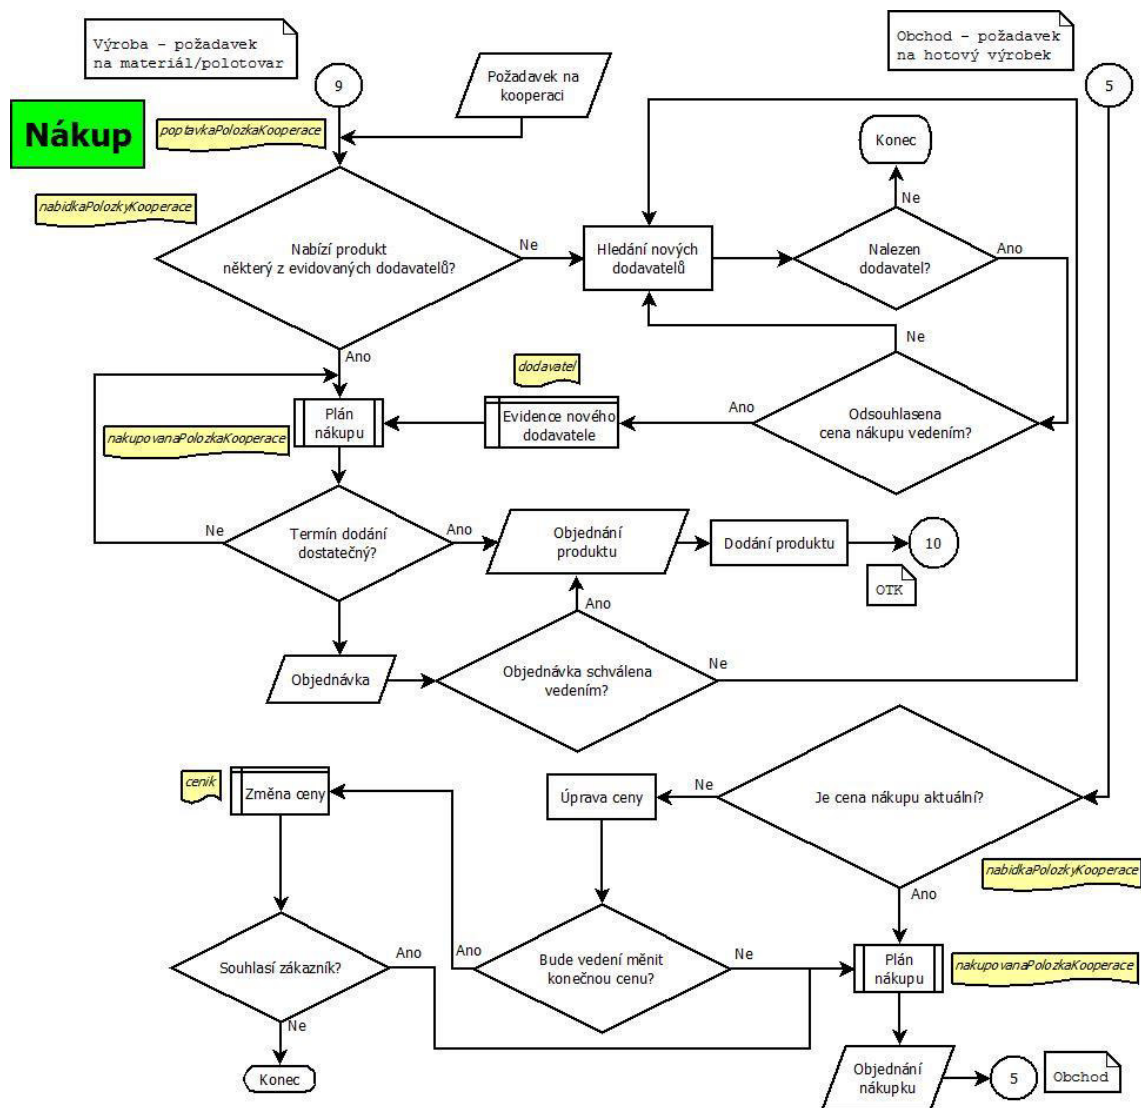 Výroba – požadavek
na materiál/polotovar
9
Požadavek na
kooperaci
Obchod – požadavek
na hotový výrobek
5
Nákup
poptavkaPolozkaKooperace
nabidkaPolozkyKooperace
Nabízí produkt
některý z evidovaných dodavatelů?
Ne
Hledání nových
dodavatelů
Konec
Ne
Nalezen
dodavatel?
Ano
Ano
Ne
dodavatel
Plán
nákupu
nakupovanaPolozkaKooperace
Evidence nového
dodavatele
Ano
Odsouhlasena
cena nákupu vedením?
Ne
Termín dodání
dostatečný?
Ano
Objednání
produktu
Dodání produktu
10
OTK
Ano
Objednávka
Objednávka schválena
vedením?
Ne
cenik
Změna ceny
Úprava ceny
Ne
Je cena nákupu aktuální?
nabidkaPolozkyKooperace
Ano
Souhlasí zákazník?
Ano
Ano
Bude vedení měnit
konečnou cenu?
Ne
Plán
nákupu
nakupovanaPolozkaKooperace
Ne
Konec
Objednání
nákupku
5
Obchod